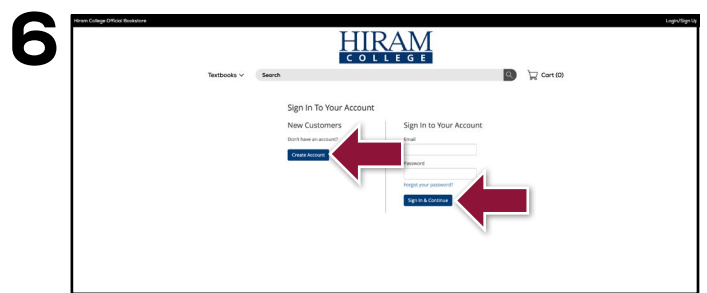 6
Hiram College Official Bookstore
Login/Sign Up
HIRAM
COLLEGE
Textbooks
Search
Cart (0)
Sign In To Your Account
New Customers
Don't have an account?
Create Account
Sign In to Your Account
Email
Password
Forgot your password?
Sign In & Continue